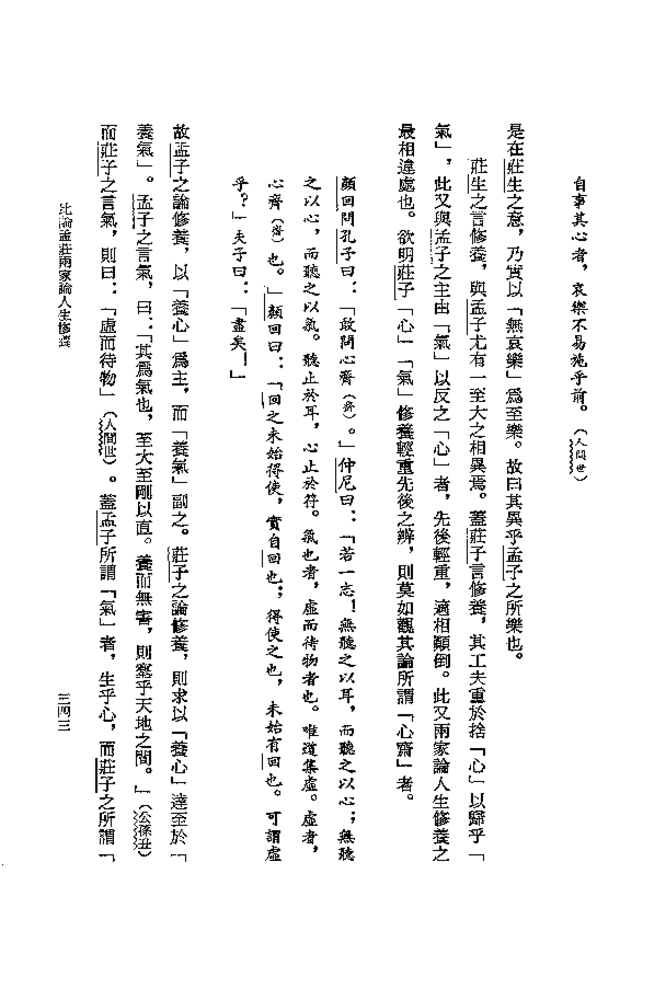 自事其心者，哀樂不易施乎前。（人間世）
是在莊生之意，乃實以「無哀樂」爲至樂。故曰其異乎孟子之所樂也。
莊生之言修養，與孟子尤有一至大之相異焉。蓋莊子言修養，其工夫重於捨「心」以歸乎「
氣」，此又與孟子之主由「氣」以反之「心」者，先後輕重，適相顚倒。此又兩家論人生修養之
最相違處也。欲明莊子「心」「氣」修養輕重先後之辨，則莫如觀其論所謂「心齋」者。
顏回問孔子曰：「敢問心齊（齋）。」仲尼曰：「若一志！無聽之以耳，而聽之以心；無聽
之以心，而聽之以氣。聽止於耳，心止於符。氣也者，虛而待物者也。唯道集虛。虛者，
心齊（齋）也。」顏回曰：「回之未始得使，實自回也；得使之也，未始有回也。可謂虛
乎？」夫子曰：「盡矣！」
故孟子之論修養，以「養心」爲主，而「養氣」副之。莊子之論修養，則求以「養心」達至於「
養氣」。孟子之言氣，曰：「其爲氣也，至大至剛以直。養而無害，則塞乎天地之間。」（公孫丑）
而莊子之言氣，則曰：「虛而待物」（人間世）。蓋孟子所謂「氣」者，生乎心，而莊子之所謂「
比論孟莊兩家論人生修養
三四三